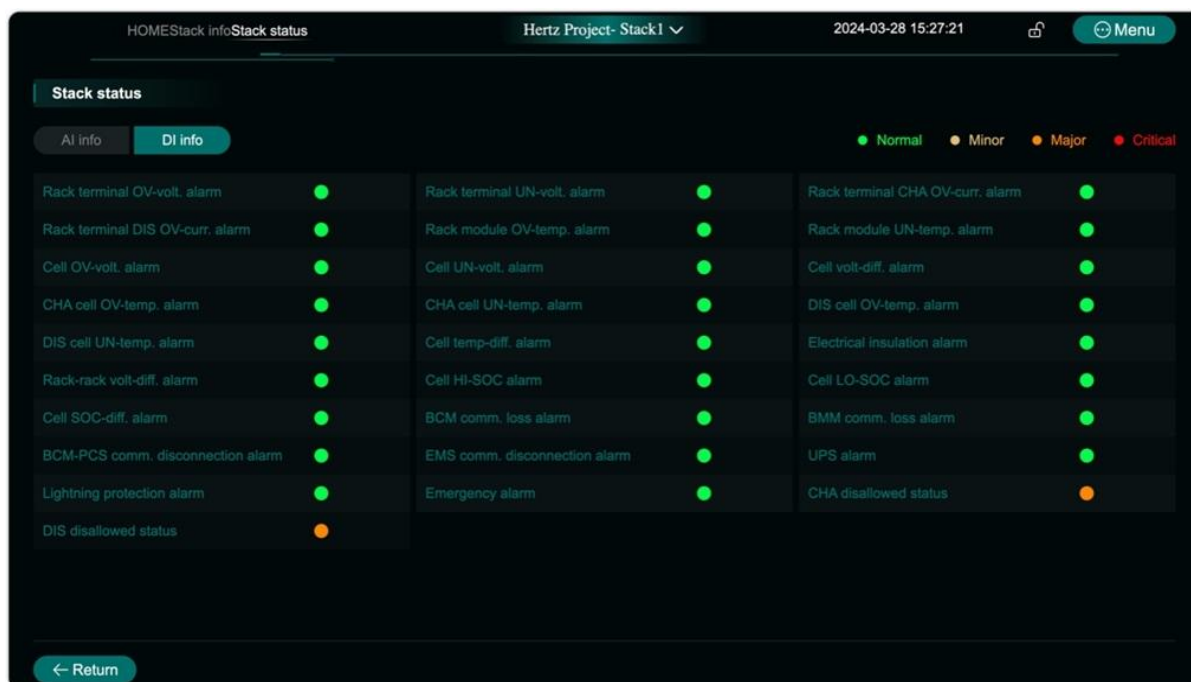 HOME Stack info Stack status Hertz Project- Stack1 2024-03-28 15:27:21 Menu
Stack status
AI info DI info Normal Minor Major Critical
Rack terminal OV-volt. alarm Rack terminal UN-volt. alarm Rack terminal CHA OV-curr. alarm
Rack terminal DIS OV-curr. alarm Rack module OV-temp. alarm Rack module UN-temp. alarm
Cell OV-volt. alarm Cell UN-volt. alarm Cell volt-diff. alarm
CHA cell OV-temp. alarm CHA cell UN-temp. alarm DIS cell OV-temp. alarm
DIS cell UN-temp. alarm Cell temp-diff. alarm Electrical insulation alarm
Rack-rack volt-diff. alarm Cell HI-SOC alarm Cell LO-SOC alarm
Cell SOC-diff. alarm BCM comm. loss alarm BMM comm. loss alarm
BCM-PCS comm. disconnection alarm EMS comm. disconnection alarm UPS alarm
Lightning protection alarm Emergency alarm CHA disallowed status
DIS disallowed status
Return